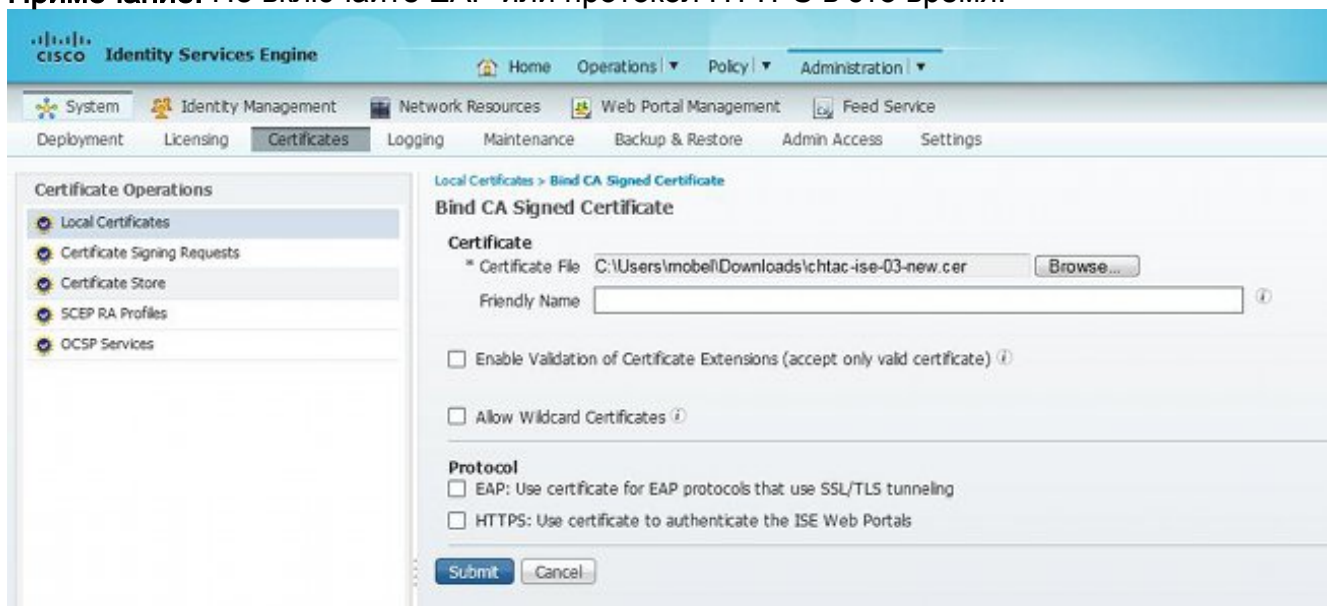 Примечание: Не включайте EAP или протокол HTTPS в это время.
cisco Identity Services Engine
Home Operations Policy Administration
System Identity Management Network Resources Web Portal Management Feed Service
Deployment Licensing Certificates Logging Maintenance Backup & Restore Admin Access Settings
Certificate Operations
Local Certificates
Certificate Signing Requests
Certificate Store
SCEP RA Profiles
OCSP Services
Local Certificates > Bind CA Signed Certificate
Bind CA Signed Certificate
Certificate
* Certificate File C:\Users\mobel\Downloads\chtac-ise-03-new.cer Browse...
Friendly Name
Enable Validation of Certificate Extensions (accept only valid certificate)
Allow Wildcard Certificates
Protocol
EAP: Use certificate for EAP protocols that use SSL/TLS tunneling
HTTPS: Use certificate to authenticate the ISE Web Portals
Submit Cancel